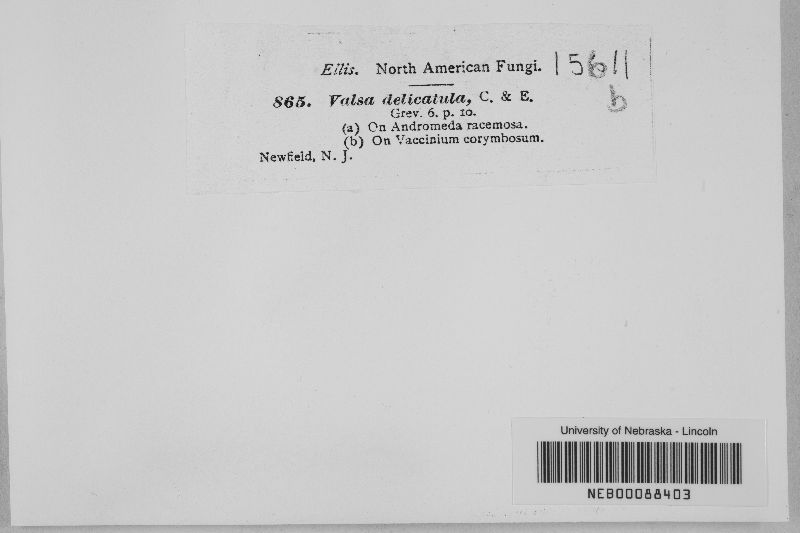 Ellis. North American Fungi. 15611
b
865. Valsa delicatula, C. & E.
Grev. 6. p. 10.
(a) On Andromeda racemosa.
(b) On Vaccinium corymbosum.
Newfield, N. J.
University of Nebraska - Lincoln
NEB00088403